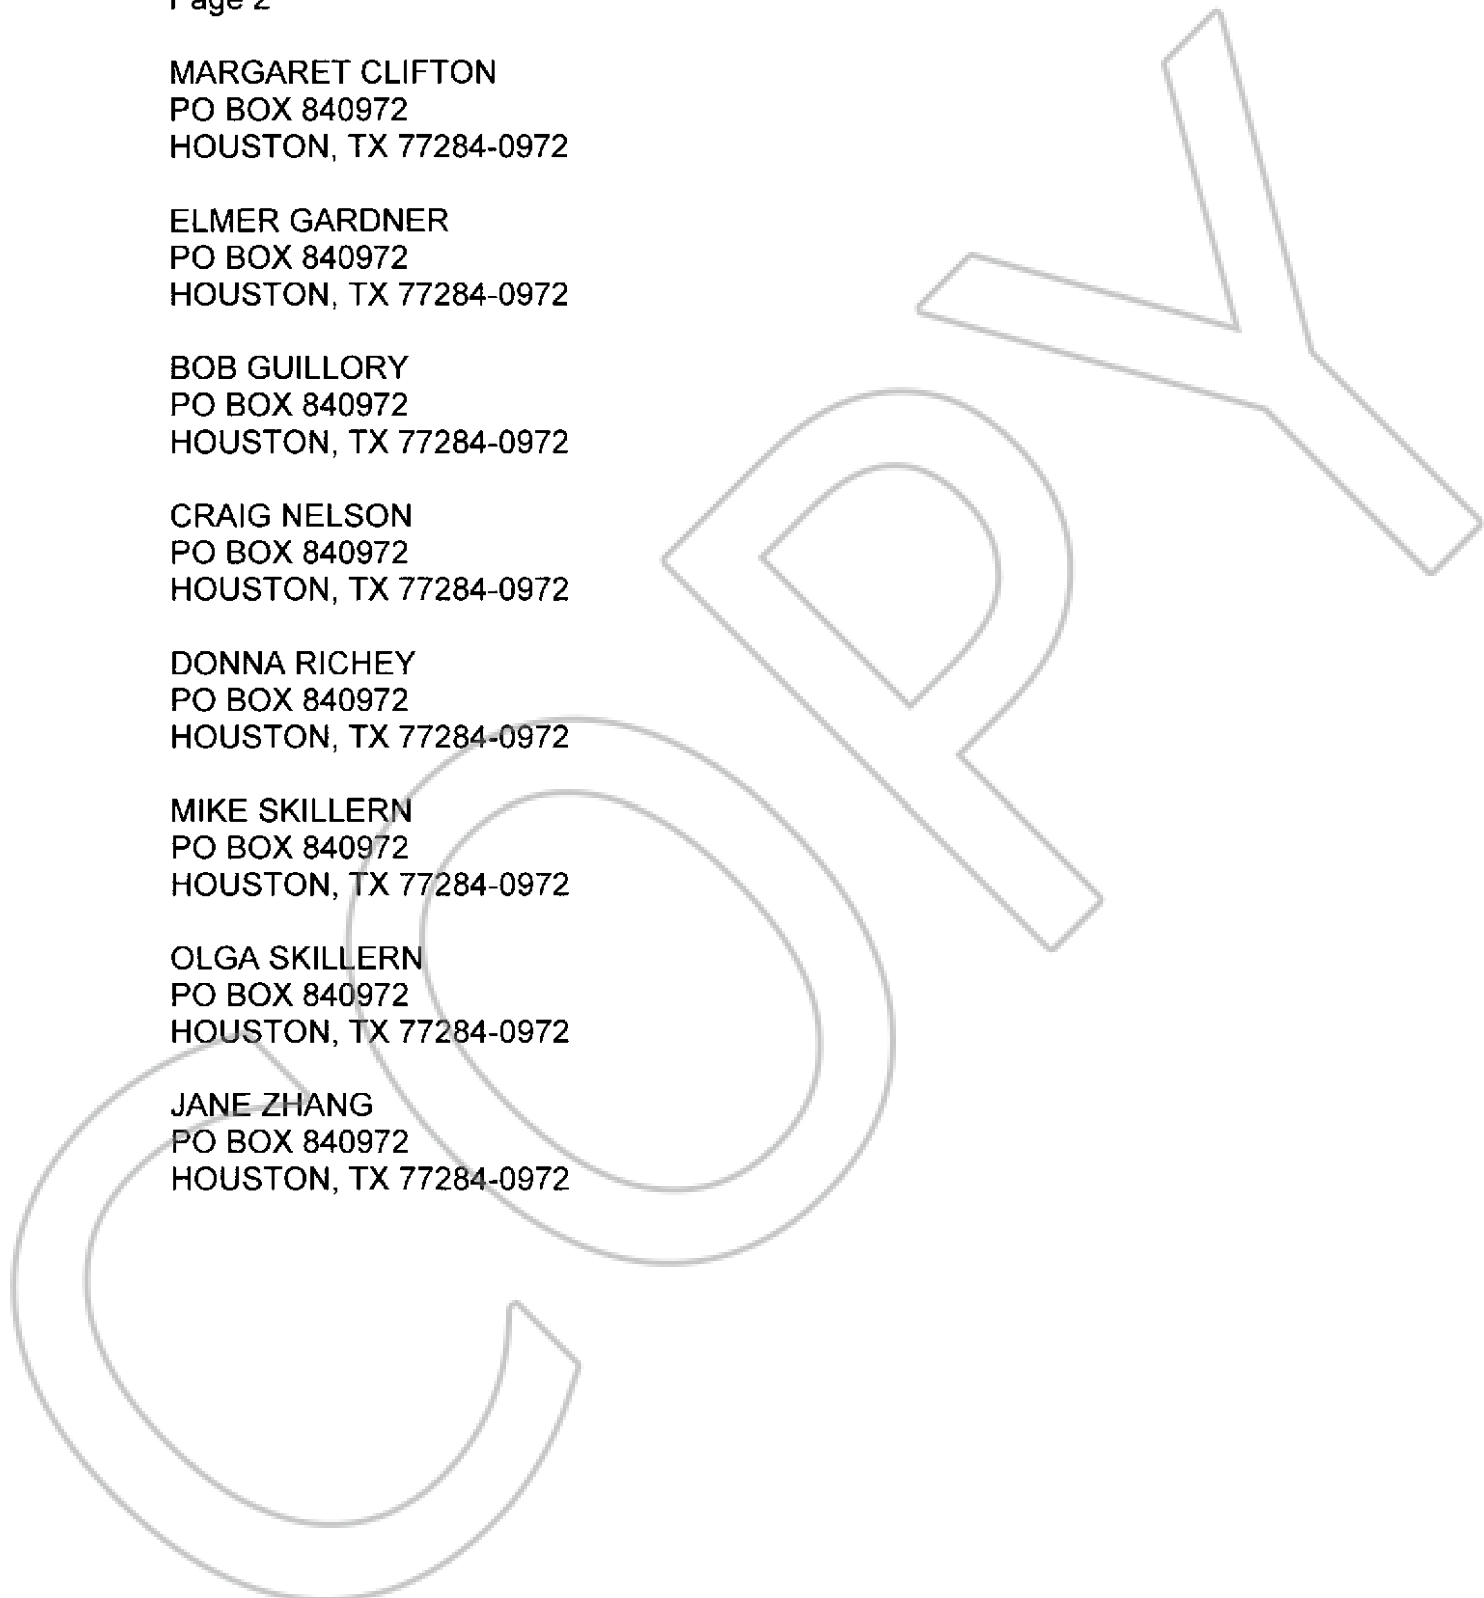 Page 2
MARGARET CLIFTON
PO BOX 840972
HOUSTON, TX 77284-0972
ELMER GARDNER
PO BOX 840972
HOUSTON, TX 77284-0972
BOB GUILLORY
PO BOX 840972
HOUSTON, TX 77284-0972
CRAIG NELSON
PO BOX 840972
HOUSTON, TX 77284-0972
DONNA RICHEY
PO BOX 840972
HOUSTON, TX 77284-0972
MIKE SKILLERN
PO BOX 840972
HOUSTON, TX 77284-0972
OLGA SKILLERN
PO BOX 840972
HOUSTON, TX 77284-0972
JANE ZHANG
PO BOX 840972
HOUSTON, TX 77284-0972
COPY